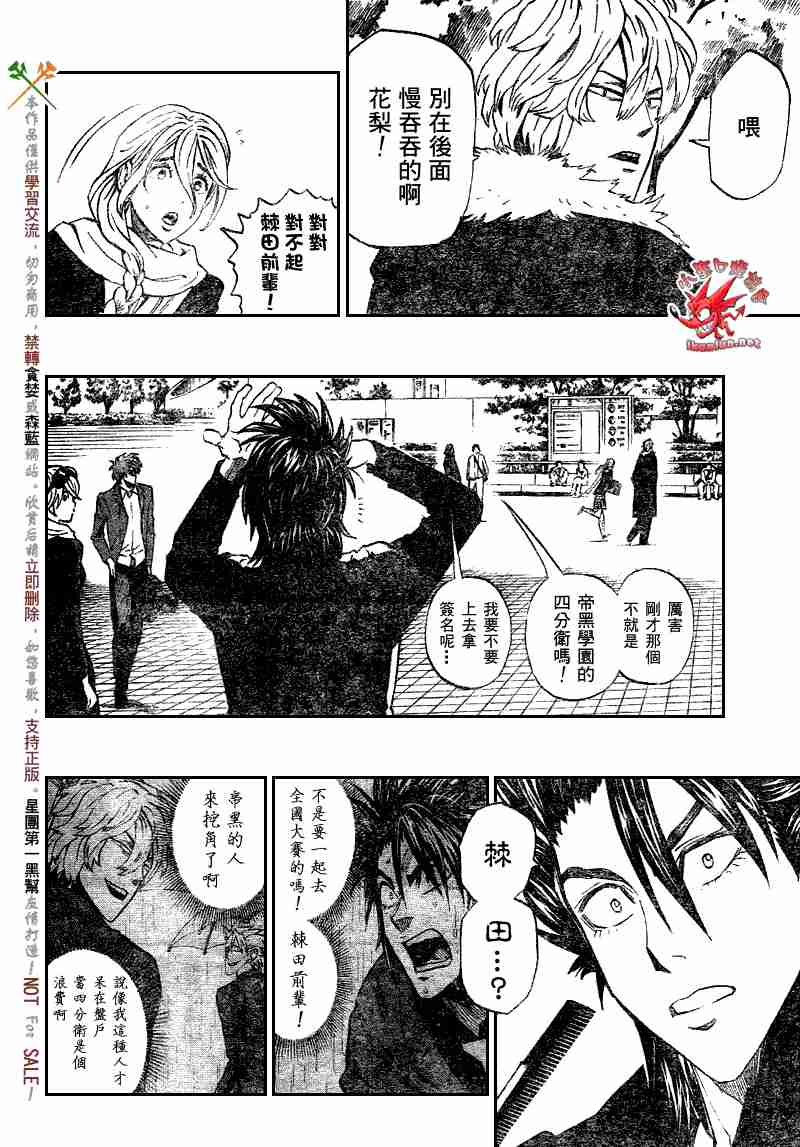 喂
別在後面
慢吞吞的啊
花梨！
對對
對不起
棘田前輩！
厲害
剛才那個
不就是
帝黑學園的
四分衛嗎！
我要不要
上去拿
簽名呢…
棘
田…？
不是要一起去
全國大賽的嗎！
棘田前輩！
帝黑的人
來挖角了啊
說像我這種人才
呆在盤戶
當四分衛是個
浪費啊
本作品僅供學習交流，切勿商用，禁轉貪婪或森藍網站。欣賞后請立即刪除，如您喜歡，支持正版。星團第一黑幫友情打造—NOT For SALE—